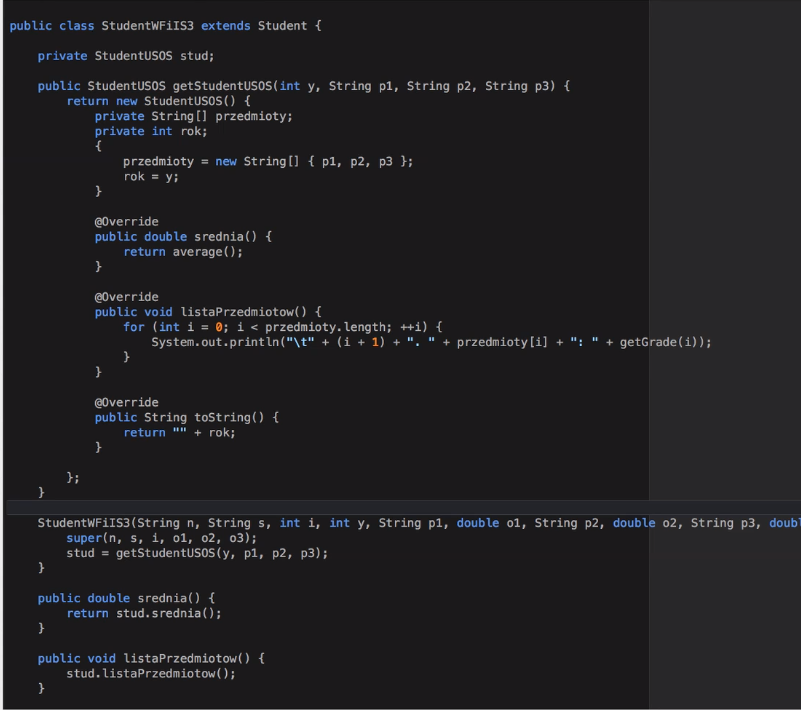 public class StudentWFiIS3 extends Student {
private StudentUSOS stud;
public StudentUSOS getStudentUSOS(int y, String p1, String p2, String p3) {
return new StudentUSOS() {
private String[] przedmioty;
private int rok;
{
przedmioty = new String[] { p1, p2, p3 };
rok = y;
}
@Override
public double srednia() {
return average();
}
@Override
public void listaPrzedmiotow() {
for (int i = 0; i < przedmioty.length; ++i) {
System.out.println("\t" + (i + 1) + ". " + przedmioty[i] + ": " + getGrade(i));
}
}
@Override
public String toString() {
return "" + rok;
}
};
}
StudentWFiIS3(String n, String s, int i, int y, String p1, double o1, String p2, double o2, String p3,
super(n, s, i, o1, o2, o3);
stud = getStudentUSOS(y, p1, p2, p3);
}
public double srednia() {
return stud.srednia();
}
public void listaPrzedmiotow() {
stud.listaPrzedmiotow();
}